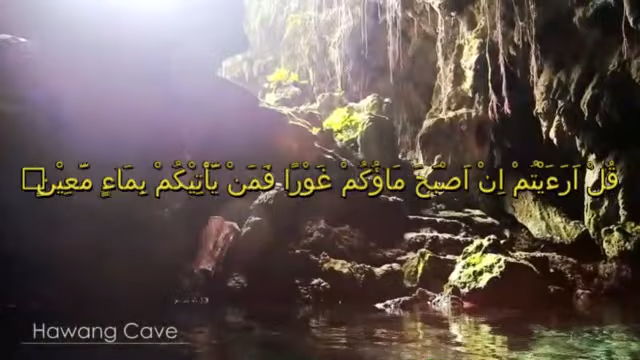 قُلْ اَرَءَيْتُمْ اِنْ اَصْبَحَ مَاۤؤُكُمْ غَوْرًا فَمَنْ يَّأْتِيْكُمْ بِمَاۤءٍ مَّعِيْنٍ
Hawang Cave